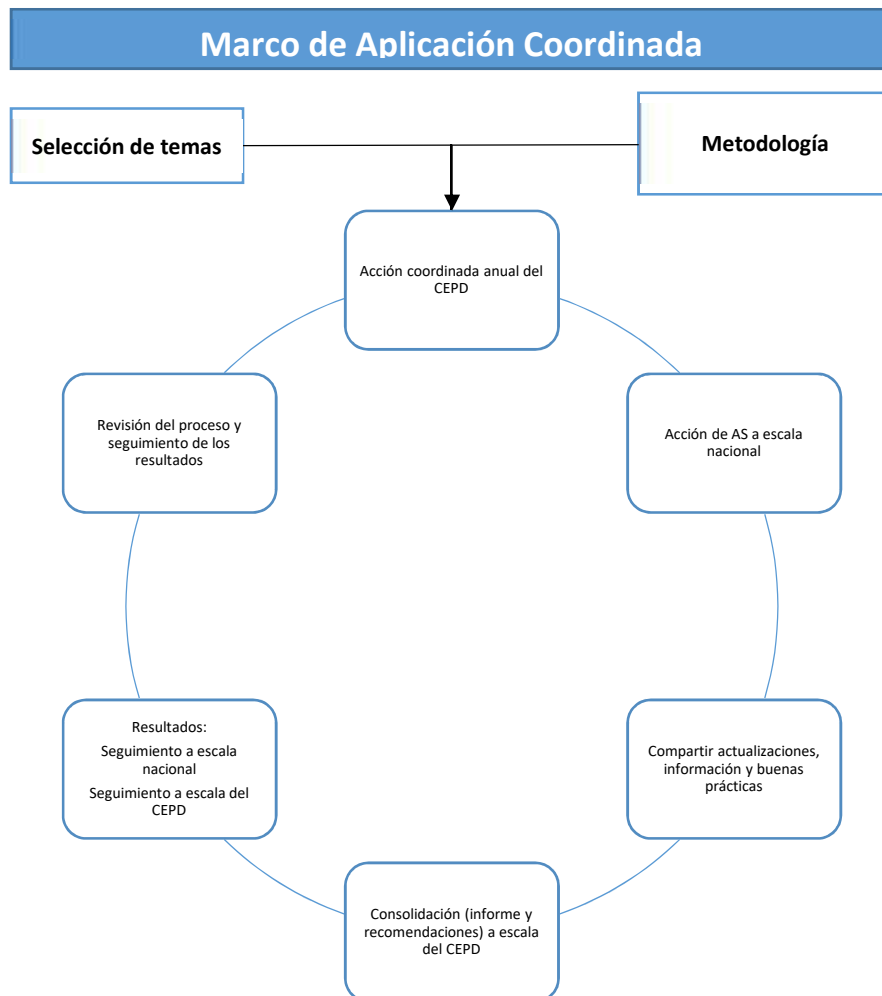 Marco de Aplicación Coordinada
Selección de temas
Metodología
Acción coordinada anual del
CEPD
Revisión del proceso y
seguimiento de los
resultados
Acción de AS a escala
nacional
Resultados:
Seguimiento a escala
nacional
Seguimiento a escala del
CEPD
Compartir actualizaciones,
información y buenas
prácticas
Consolidación (informe y
recomendaciones) a escala
del CEPD